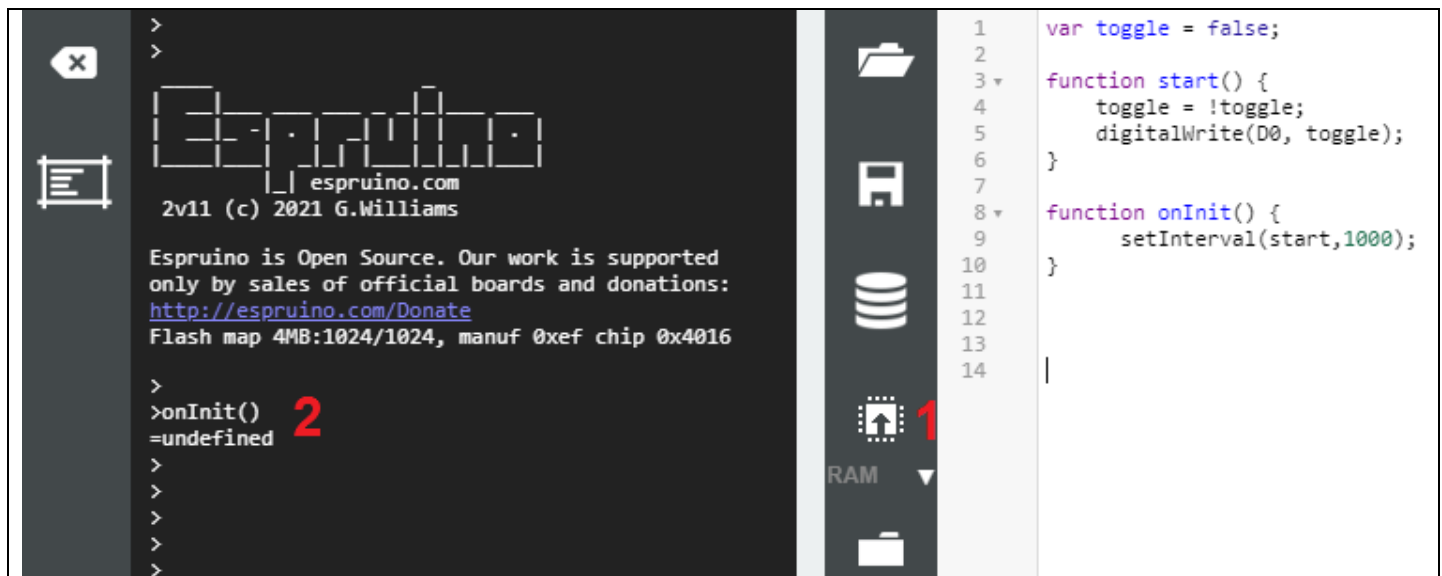 >
>
Espruino
espruino.com
2v11 (c) 2021 G.Williams
Espruino is Open Source. Our work is supported
only by sales of official boards and donations:
http://espruino.com/Donate
Flash map 4MB:1024/1024, manuf 0xef chip 0x4016
>
>onInit()
=undefined
2
>
>
>
>
>
1
RAM
1 var toggle = false;
2
3 function start() {
4 toggle = !toggle;
5 digitalWrite(D0, toggle);
6 }
7
8 function onInit() {
9 setInterval(start,1000);
10 }
11
12
13
14